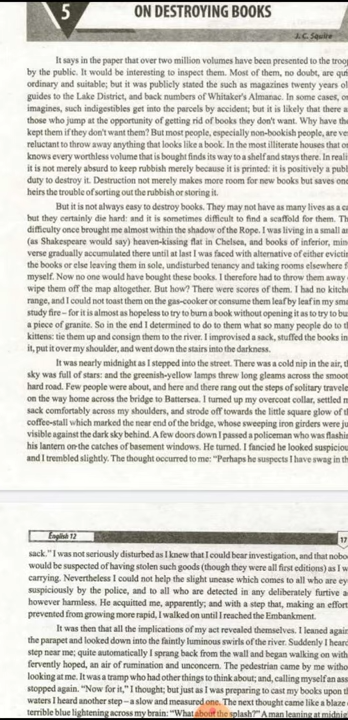 5
ON DESTROYING BOOKS
J. C. Squire
It says in the paper that over two million volumes have been presented to the
by the public. It would be interesting to inspect them. Most of them, no doubt, are
ordinary and suitable; but it was publicly stated the such as magazines twenty years
guides to the Lake District, and back numbers of Whitaker's Almanac. In some cases,
imagines, such indigestibles get into the parcels by accident; but it is likely that there
those who jump at the opportunity of getting rid of books they don't want. Why have
kept them if they don't want them? But most people, especially non-bookish people, are
reluctant to throw away anything that looks like a book. In the most illiterate houses that
knows every worthless volume that is bought finds its way to a shelf and stays there. In
it is not merely absurd to keep rubbish merely because it is printed: it is positively a
duty to destroy it. Destruction not merely makes more room for new books but saves
heirs the trouble of sorting out the rubbish or storing it.
But it is not always easy to destroy books. They may not have as many lives as a
but they certainly die hard: and it is sometimes difficult to find a scaffold for them.
difficulty once brought me almost within the shadow of the Rope. I was living in a small
(as Shakespeare would say) heaven-kissing flat in Chelsea, and books of inferior,
verse gradually accumulated there until at last I was faced with alternative of either
the books or else leaving them in sole, undisturbed tenancy and taking rooms elsewhere
myself. Now no one would have bought these books. I therefore had to throw them away
wipe them off the map altogether. But how? There were scores of them. I had no
range, and I could not toast them on the gas-cooker or consume them leaf by leaf in my
study fire – for it is almost as hopeless to try to burn a book without opening it as to try to
a piece of granite. So in the end I determined to do to them what so many people do to
kittens: tie them up and consign them to the river. I improvised a sack, stuffed the books in
it, put it over my shoulder, and went down the stairs into the darkness.
It was nearly midnight as I stepped into the street. There was a cold nip in the air,
sky was full of stars: and the greenish-yellow lamps threw long gleams across the
hard road. Few people were about, and here and there rang out the steps of solitary
on the way home across the bridge to Battersea. I turned up my overcoat collar, settled
sack comfortably across my shoulders, and strode off towards the little square glow of
coffee-stall which marked the near end of the bridge, whose sweeping iron girders were
visible against the dark sky behind. A few doors down I passed a policeman who was
his lantern on the catches of basement windows. He turned. I fancied he looked
and I trembled slightly. The thought occurred to me: "Perhaps he suspects I have swag in
English 12
17
sack." I was not seriously disturbed as I knew that I could bear investigation, and that
would be suspected of having stolen such goods (though they were all first editions) as I
carrying. Nevertheless I could not help the slight unease which comes to all who are
suspiciously by the police, and to all who are detected in any deliberately furtive
however harmless. He acquitted me, apparently; and with a step that, making an effort
prevented from growing more rapid, I walked on until I reached the Embankment.
It was then that all the implications of my act revealed themselves. I leaned
the parapet and looked down into the faintly luminous swirls of the river. Suddenly I
step near me; quite automatically I sprang back from the wall and began walking on with
fervently hoped, an air of rumination and unconcern. The pedestrian came by me
looking at me. It was a tramp who had other things to think about; and, calling myself an
stopped again. "Now for it," I thought; but just as I was preparing to cast my books upon
waters I heard another step – a slow and measured one. The next thought came like a blaze
terrible blue lightening across my brain: "What about the splash?" A man leaning at